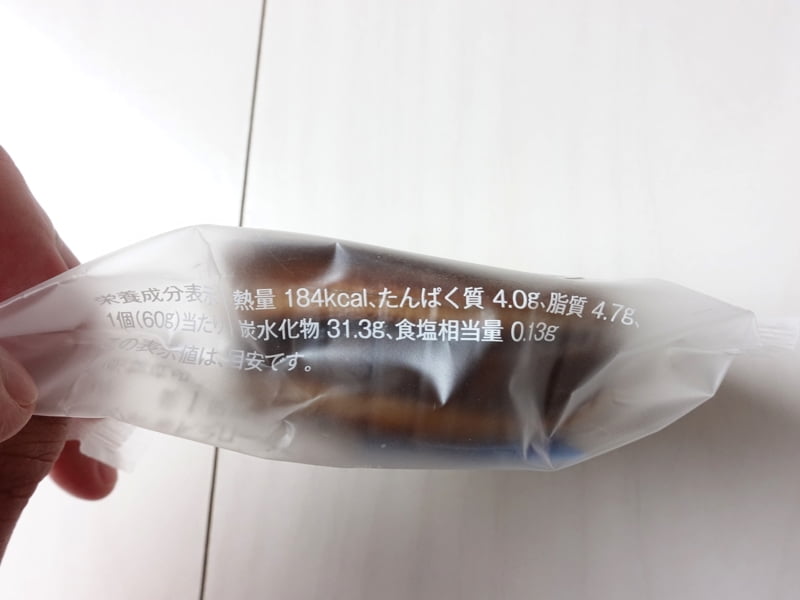 栄養成分表示 熱量 184kcal、たんぱく質 4.0g、脂質 4.7g、
1個(60g)当たり 炭水化物 31.3g、食塩相当量 0.13g
この表示値は、目安です。